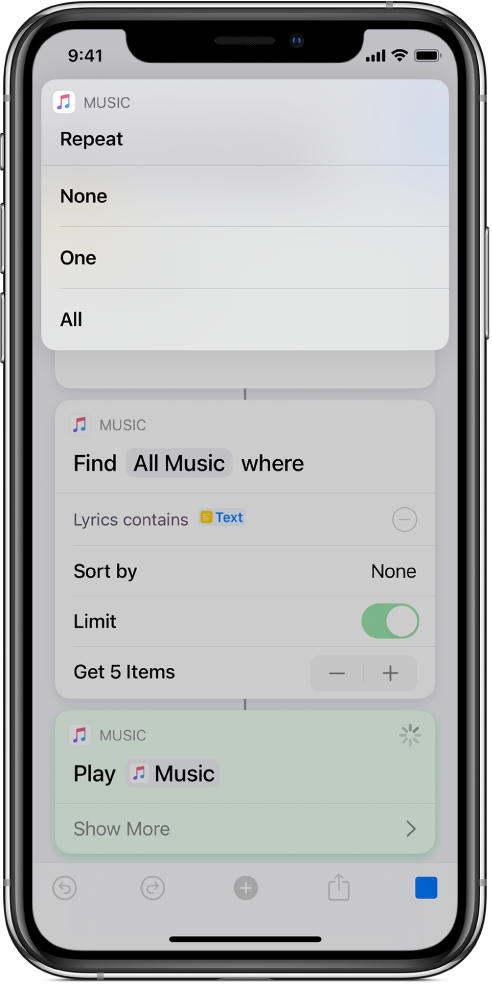 9:41
MUSIC
Repeat
None
One
All
MUSIC
Find All Music where
Lyrics contains Text
Sort by None
Limit
Get 5 Items − +
MUSIC
Play Music
Show More